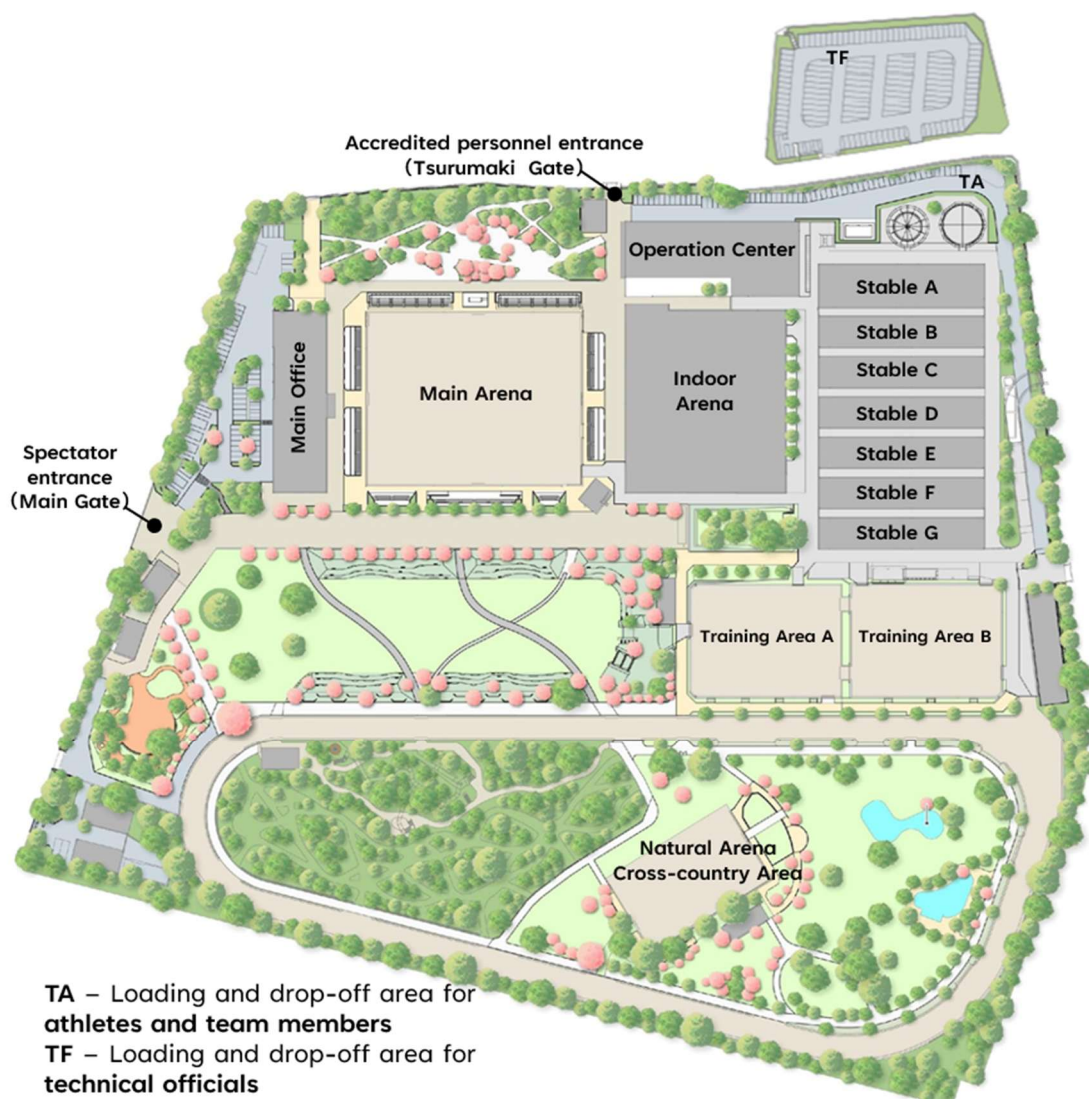 TF
Accredited personnel entrance
(Tsurumaki Gate)
TA
Operation Center
Stable A
Stable B
Stable C
Stable D
Stable E
Stable F
Stable G
Main Office
Main Arena
Indoor
Arena
Spectator
entrance
(Main Gate)
Training Area A
Training Area B
Natural Arena
Cross-country Area
TA – Loading and drop-off area for
athletes and team members
TF – Loading and drop-off area for
technical officials